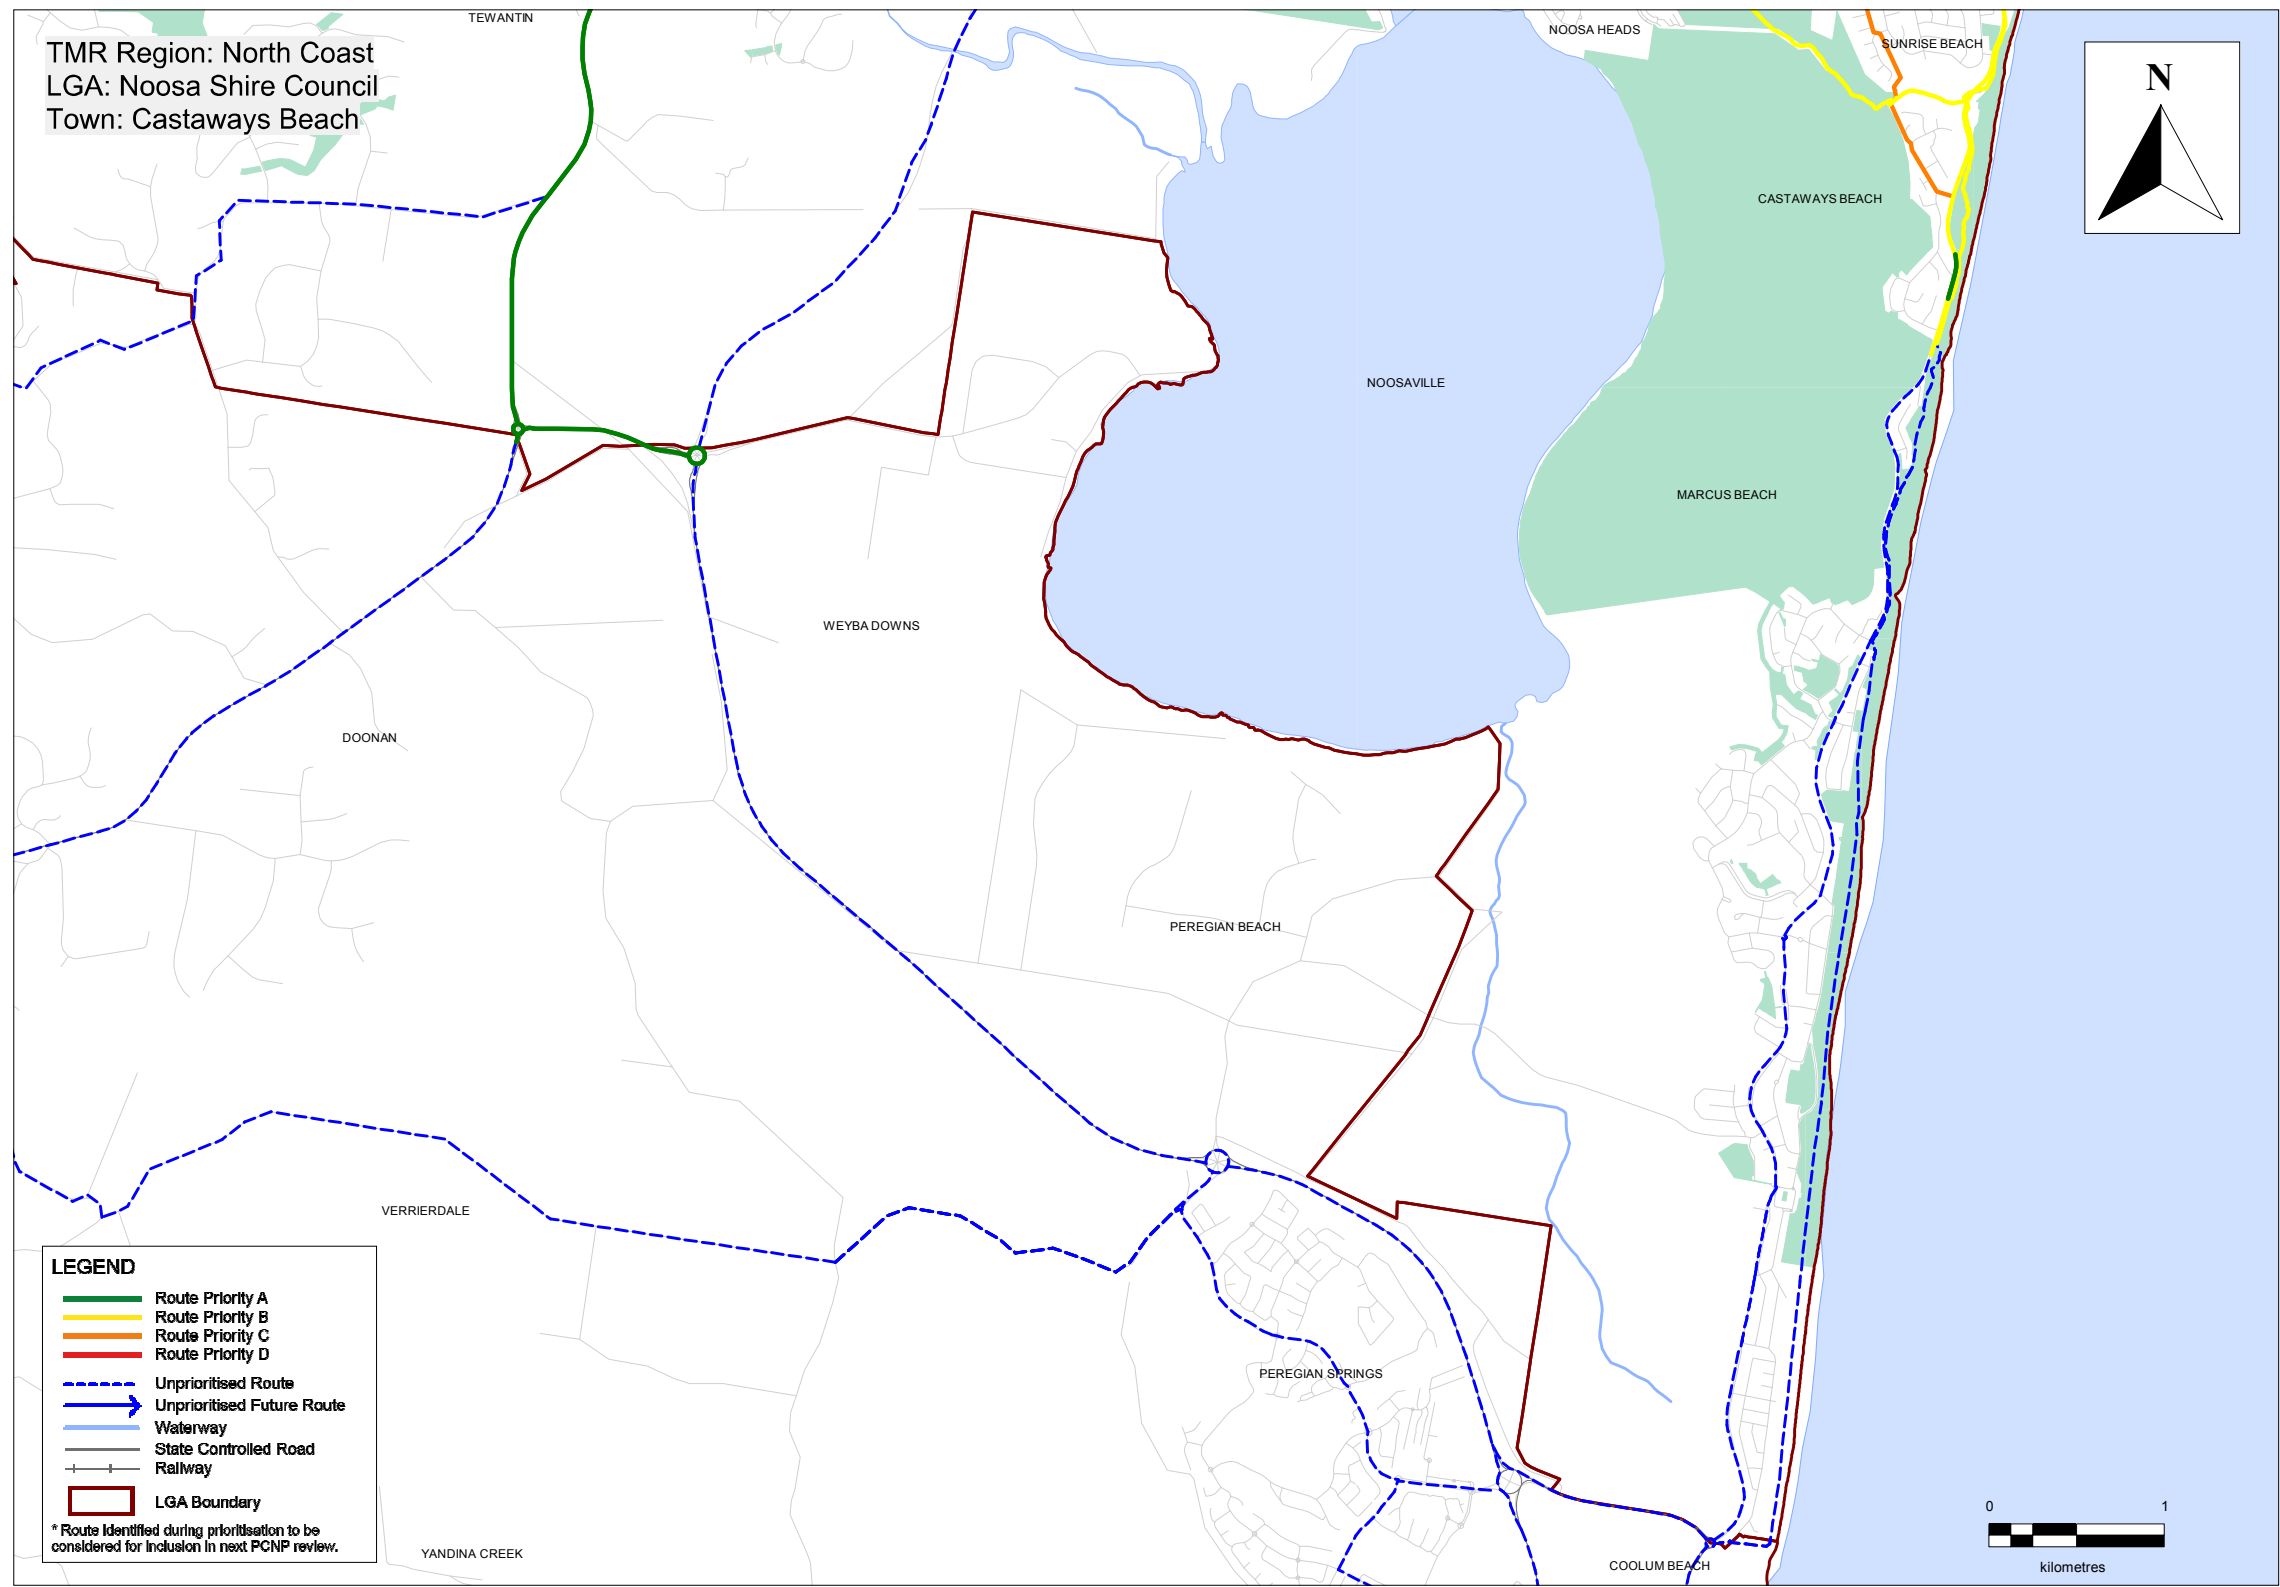 TEWANTIN
NOOSA HEADS
SUNRISE BEACH
TMR Region: North Coast
LGA: Noosa Shire Council
Town: Castaways Beach
N
CASTAWAYS BEACH
NOOSAVILLE
MARCUS BEACH
WEYBA DOWNS
DOONAN
PEREGIAN BEACH
VERRIERDALE
PEREGIAN SPRINGS
YANDINA CREEK
COOLUM BEACH
LEGEND
Route Priority A
Route Priority B
Route Priority C
Route Priority D
Unprioritised Route
Unprioritised Future Route
Waterway
State Controlled Road
Railway
LGA Boundary
* Route identified during prioritisation to be
considered for inclusion in next PCNP review.
0 1
kilometres